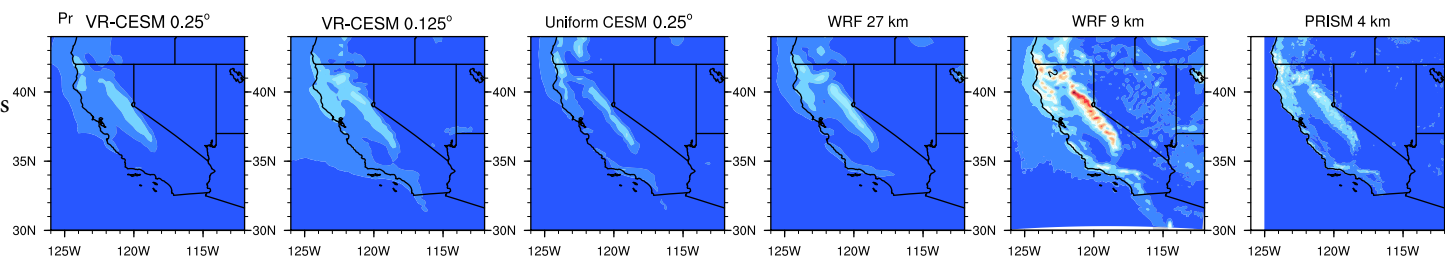 Pr VR-CESM 0.25° VR-CESM 0.125° Uniform CESM 0.25° WRF 27 km WRF 9 km PRISM 4 km
40N 40N 40N 40N 40N 40N
s
35N 35N 35N 35N 35N 35N
30N 30N 30N 30N 30N 30N
125W 120W 115W 125W 120W 115W 125W 120W 115W 125W 120W 115W 125W 120W 115W 125W 120W 115W